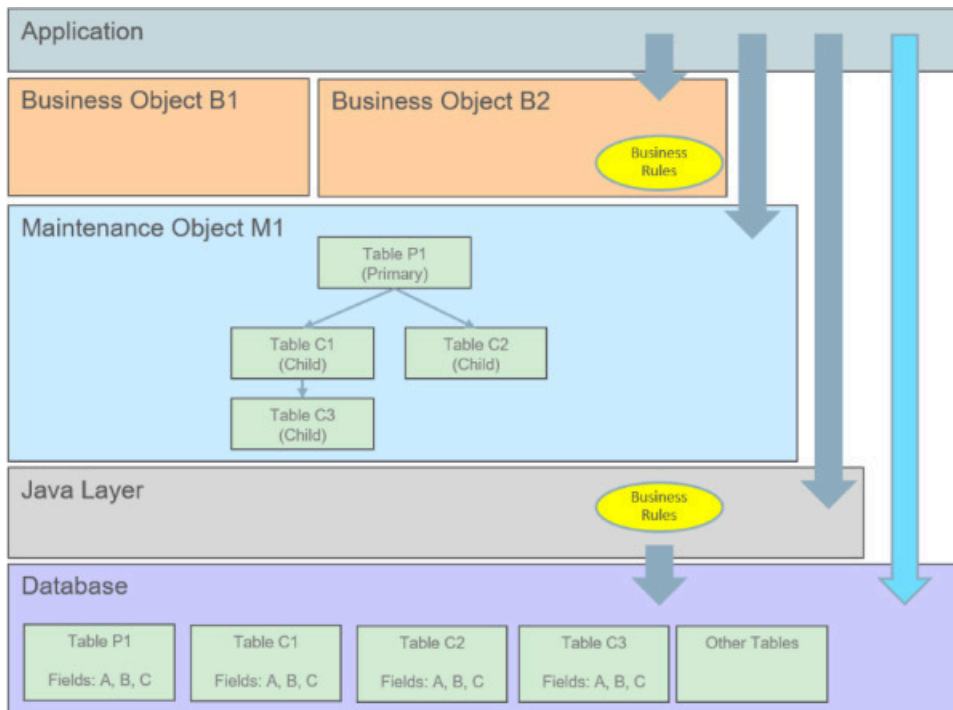 Application
Business Object B1
Business Object B2
Business
Rules
Maintenance Object M1
Table P1
(Primary)
Table C1
(Child)
Table C2
(Child)
Table C3
(Child)
Java Layer
Business
Rules
Database
Table P1
Fields: A, B, C
Table C1
Fields: A, B, C
Table C2
Fields: A, B, C
Table C3
Fields: A, B, C
Other Tables